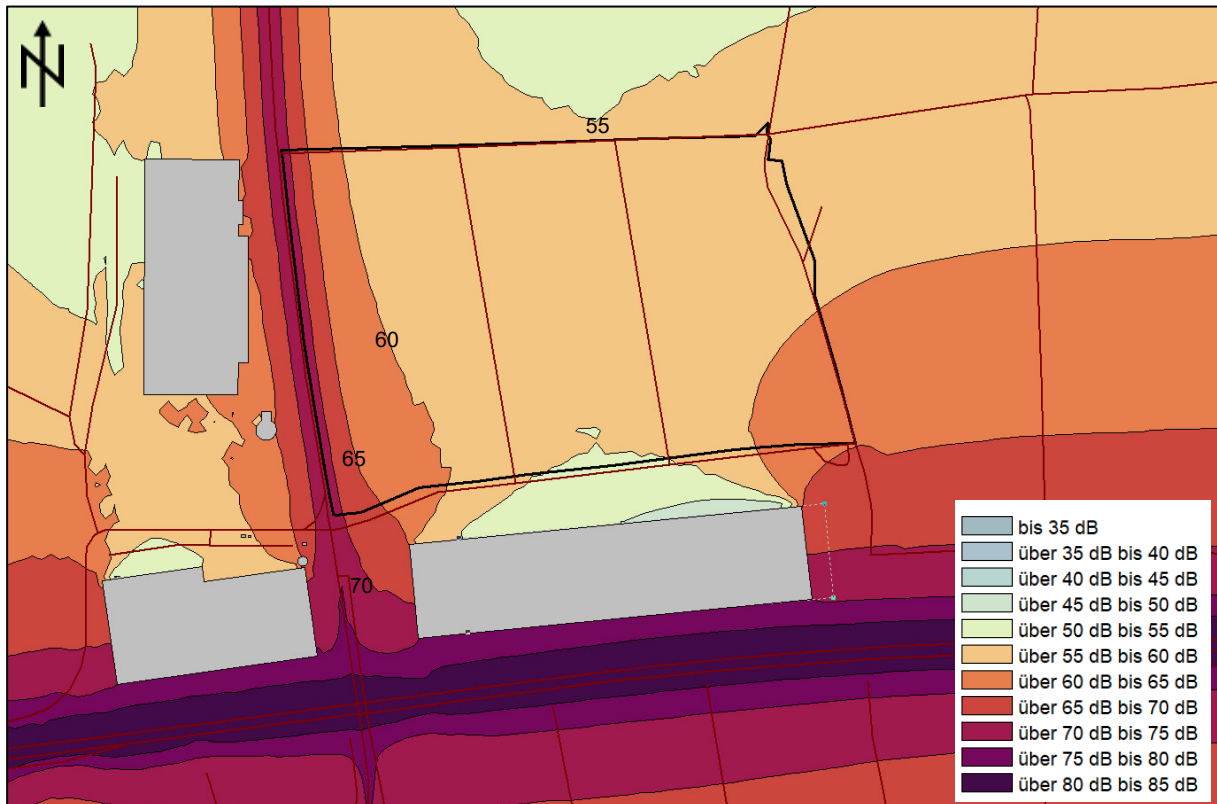 N
55
60
65
70
bis 35 dB
über 35 dB bis 40 dB
über 40 dB bis 45 dB
über 45 dB bis 50 dB
über 50 dB bis 55 dB
über 55 dB bis 60 dB
über 60 dB bis 65 dB
über 65 dB bis 70 dB
über 70 dB bis 75 dB
über 75 dB bis 80 dB
über 80 dB bis 85 dB